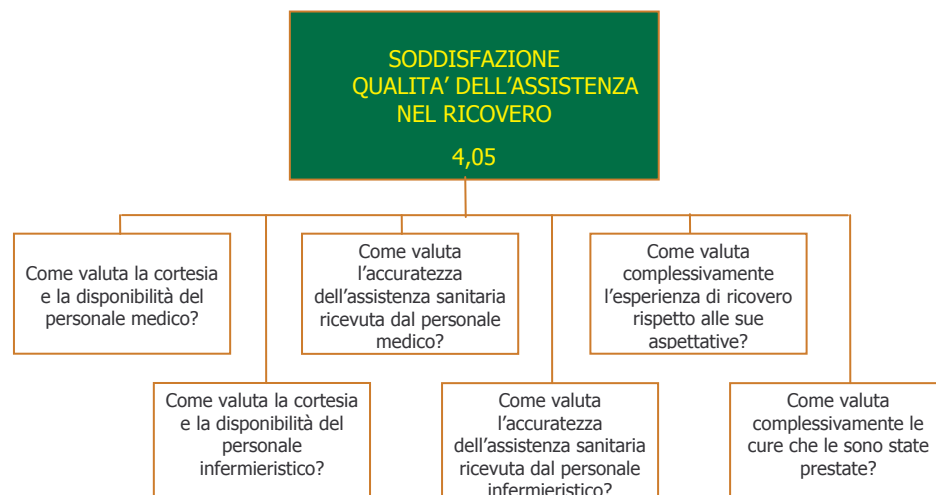 SODDISFAZIONE
QUALITA’ DELL’ASSISTENZA
NEL RICOVERO
4,05
Come valuta la cortesia
e la disponibilità del
personale medico?
Come valuta
l’accuratezza
dell’assistenza sanitaria
ricevuta dal personale
medico?
Come valuta
complessivamente
l’esperienza di ricovero
rispetto alle sue
aspettative?
Come valuta la cortesia
e la disponibilità del
personale
infermieristico?
Come valuta
l’accuratezza
dell’assistenza sanitaria
ricevuta dal personale
infermieristico?
Come valuta
complessivamente le
cure che le sono state
prestate?